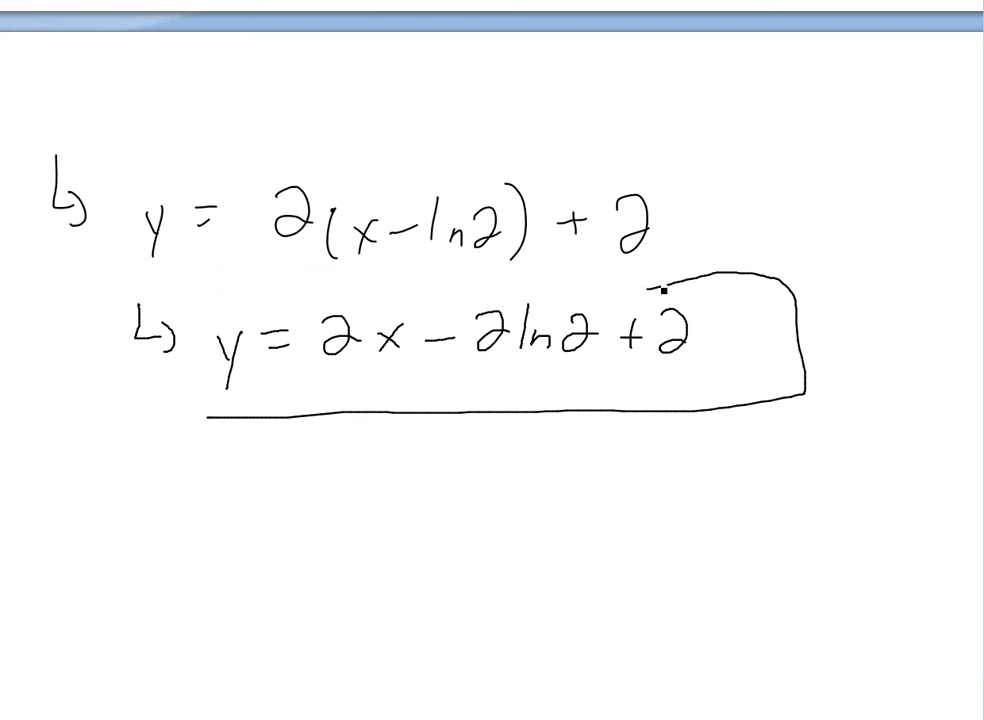 ↳ y = 2(x-ln2) + 2
↳ y = 2x - 2ln2 + 2